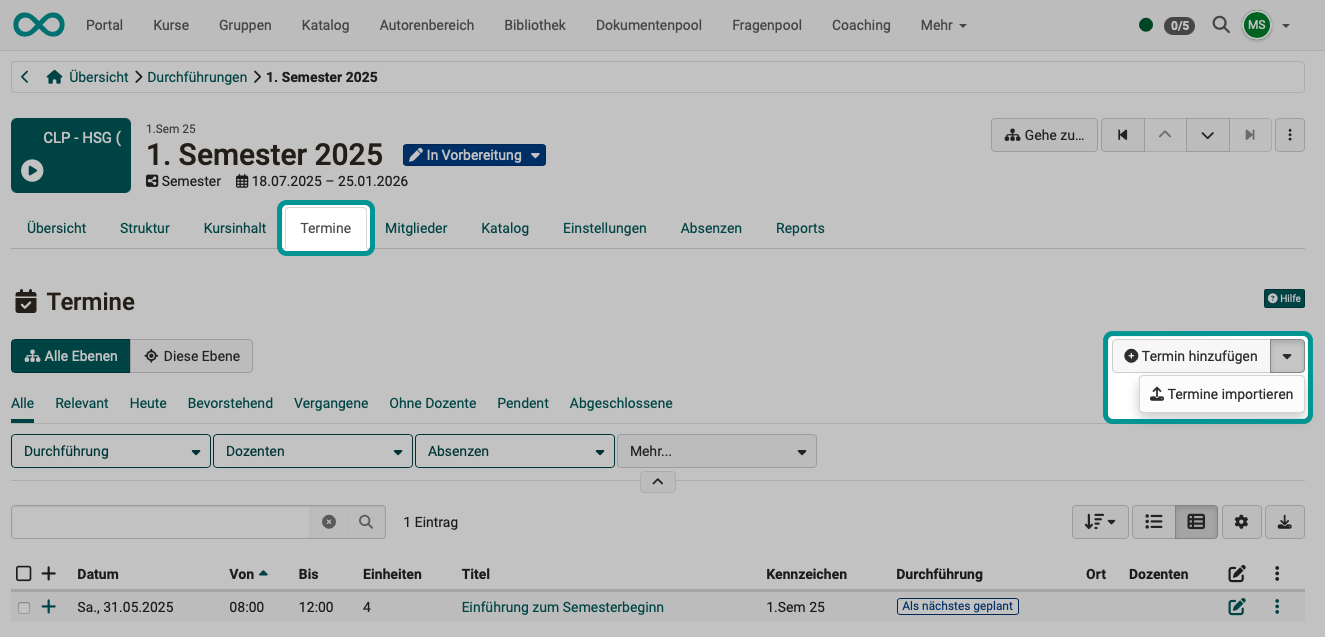 Portal Kurse Gruppen Katalog Autorenbereich Bibliothek Dokumentenpool Fragenpool Coaching Mehr 0/5 MS
Übersicht Durchführungen 1. Semester 2025
CLP - HSG (
1.Sem 25
1. Semester 2025 In Vorbereitung
Semester 18.07.2025 – 25.01.2026
Gehe zu...
Übersicht Struktur Kursinhalt Termine Mitglieder Katalog Einstellungen Absenzen Reports
Termine
Hilfe
Alle Ebenen Diese Ebene
Termin hinzufügen
Termine importieren
Alle Relevant Heute Bevorstehend Vergangene Ohne Dozente Pendent Abgeschlossene
Durchführung Dozenten Absenzen Mehr...
1 Eintrag
Datum Von Bis Einheiten Titel Kennzeichen Durchführung Ort Dozenten
Sa., 31.05.2025 08:00 12:00 4 Einführung zum Semesterbeginn 1.Sem 25 Als nächstes geplant